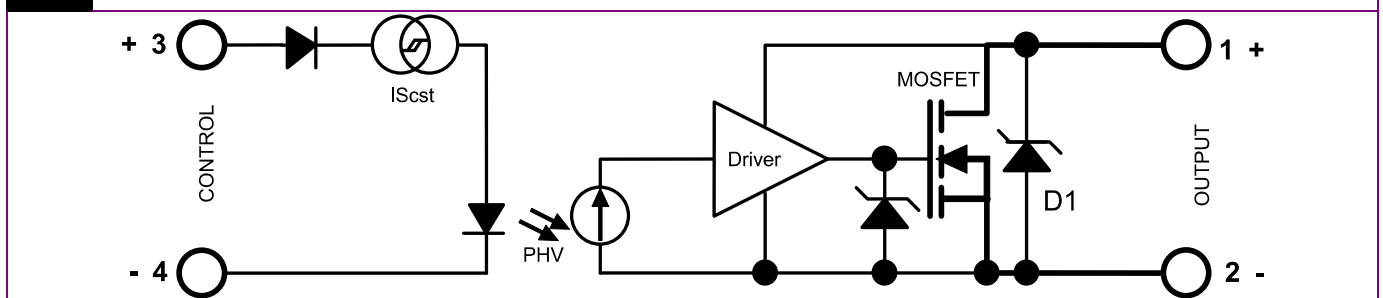 + 3
IScst
CONTROL
- 4
PHV
Driver
MOSFET
D1
1 +
OUTPUT
2 -